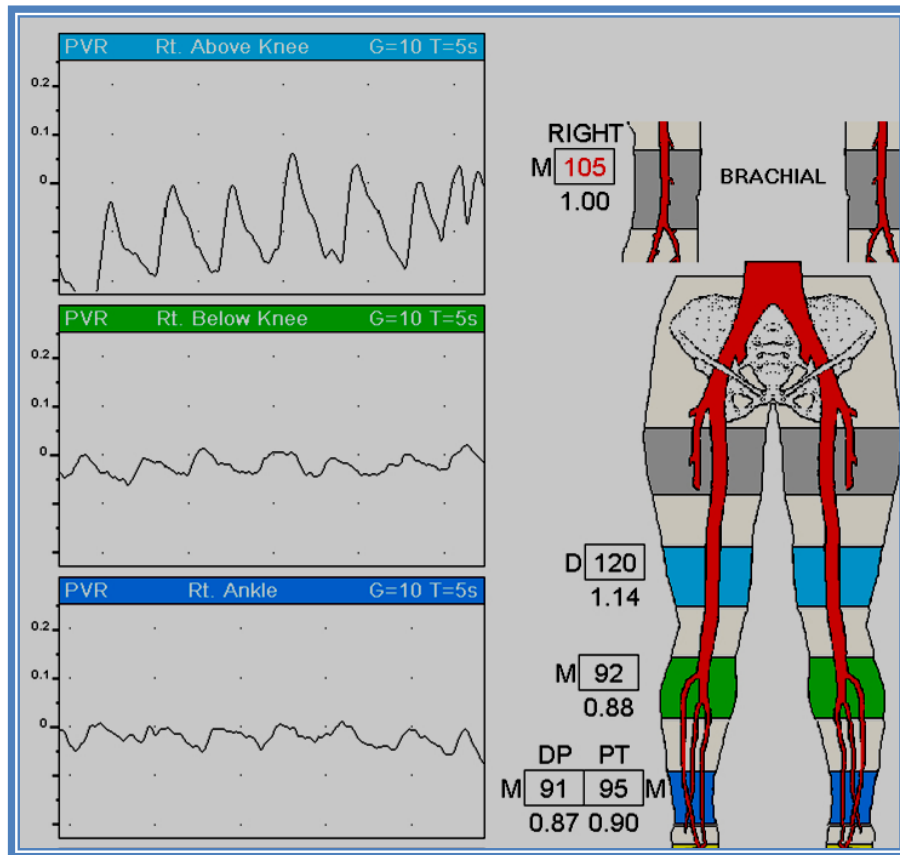 PVR Rt. Above Knee G=10 T=5s
0.2
0.1
0
PVR Rt. Below Knee G=10 T=5s
0.2
0.1
0
PVR Rt. Ankle G=10 T=5s
0.2
0.1
0
RIGHT
M 105 BRACHIAL
1.00
D 120
1.14
M 92
0.88
DP PT
M 91 95 M
0.87 0.90